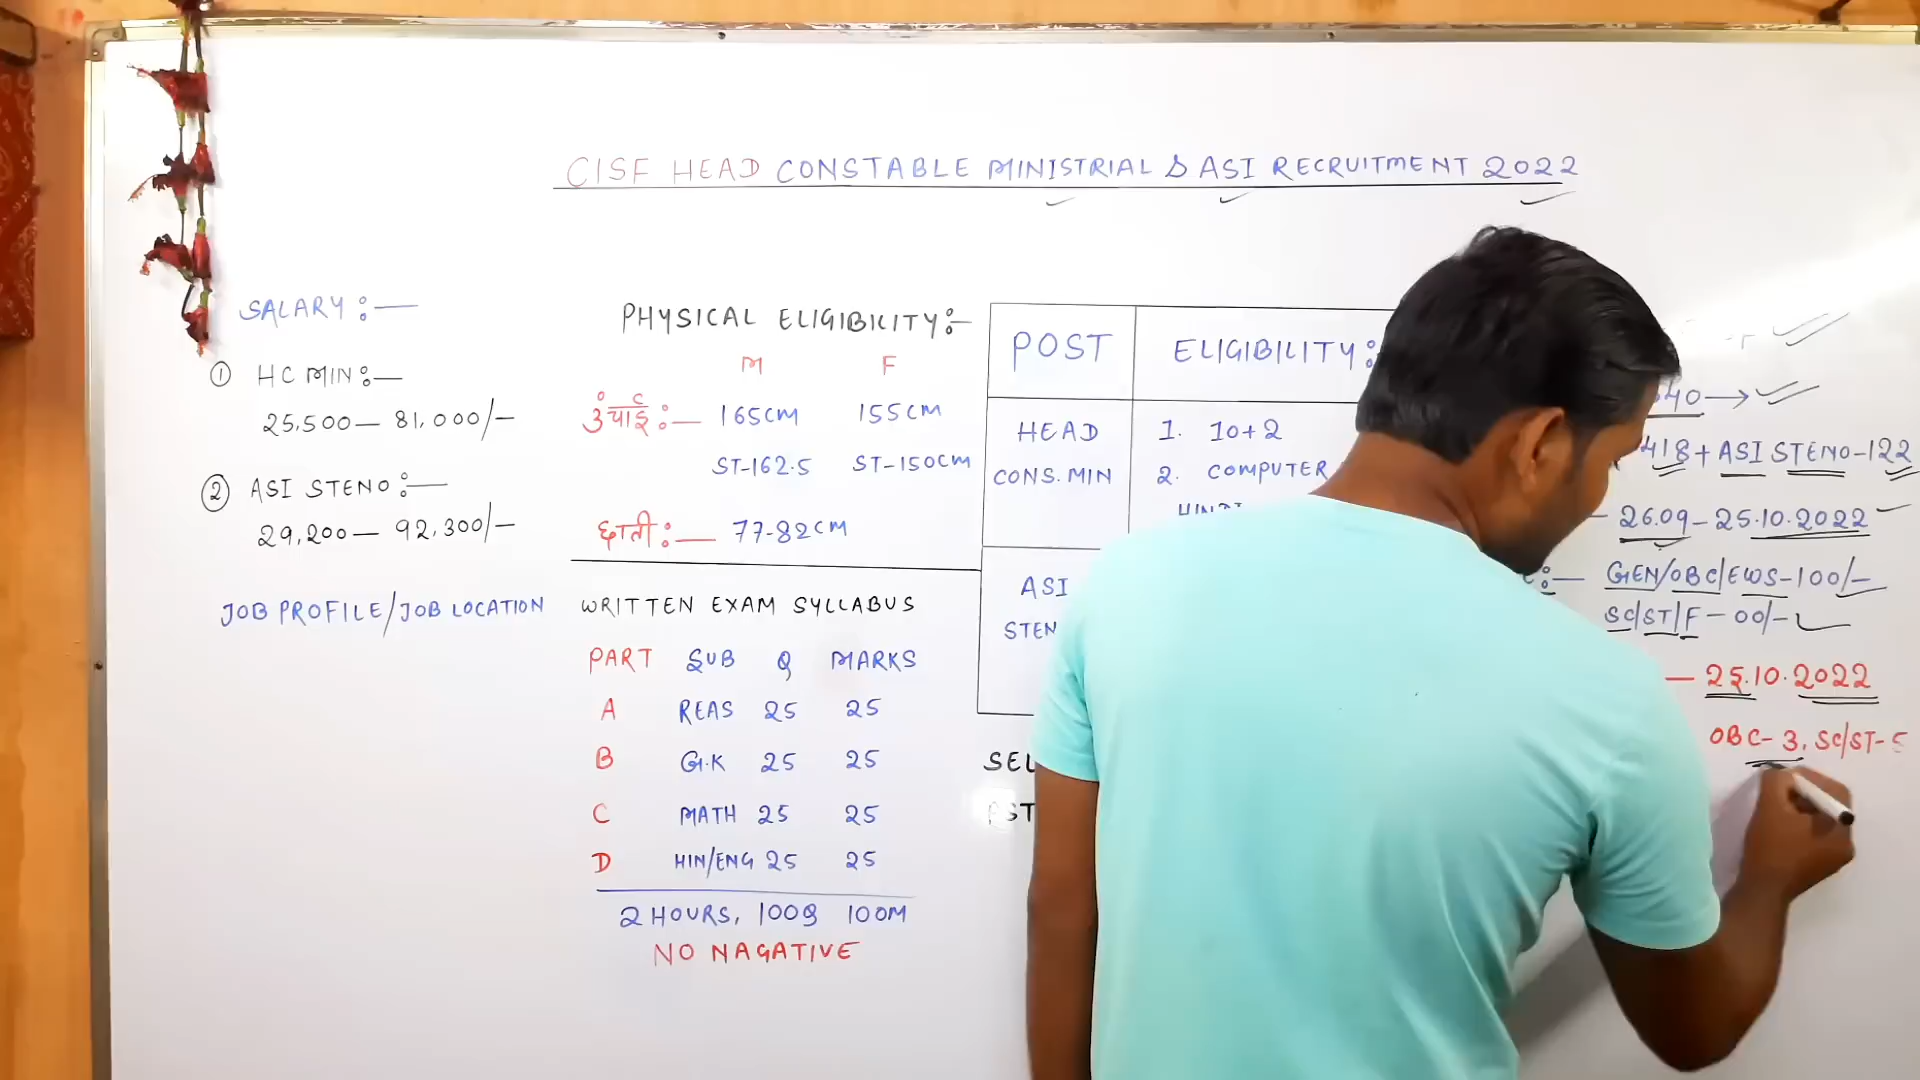 CISF HEAD CONSTABLE MINISTRIAL & ASI RECRUITMENT 2022
SALARY :—
① HC MIN :—
25,500 — 81,000/—
② ASI STENO :—
29,200 — 92,300/—
JOB PROFILE/JOB LOCATION
PHYSICAL ELIGIBILITY :—
M F
165CM 155CM
ST-162.5 ST-150CM
छाती :— 77-82CM
WRITTEN EXAM SYLLABUS
PART SUB Q MARKS
A REAS 25 25
B G.K 25 25
C MATH 25 25
D HIN/ENG 25 25
2 HOURS, 100Q 100M
NO NAGATIVE
POST ELIGIBILITY :
HEAD CONS. MIN
1. 10+2
2. COMPUTER
ASI
40 →
418 + ASI STENO-122
— 26.09 — 25.10.2022
:— GEN/OBC/EWS-100/—
SC/ST/F — 00/—
— 25.10.2022
OBC-3, SC/ST-5